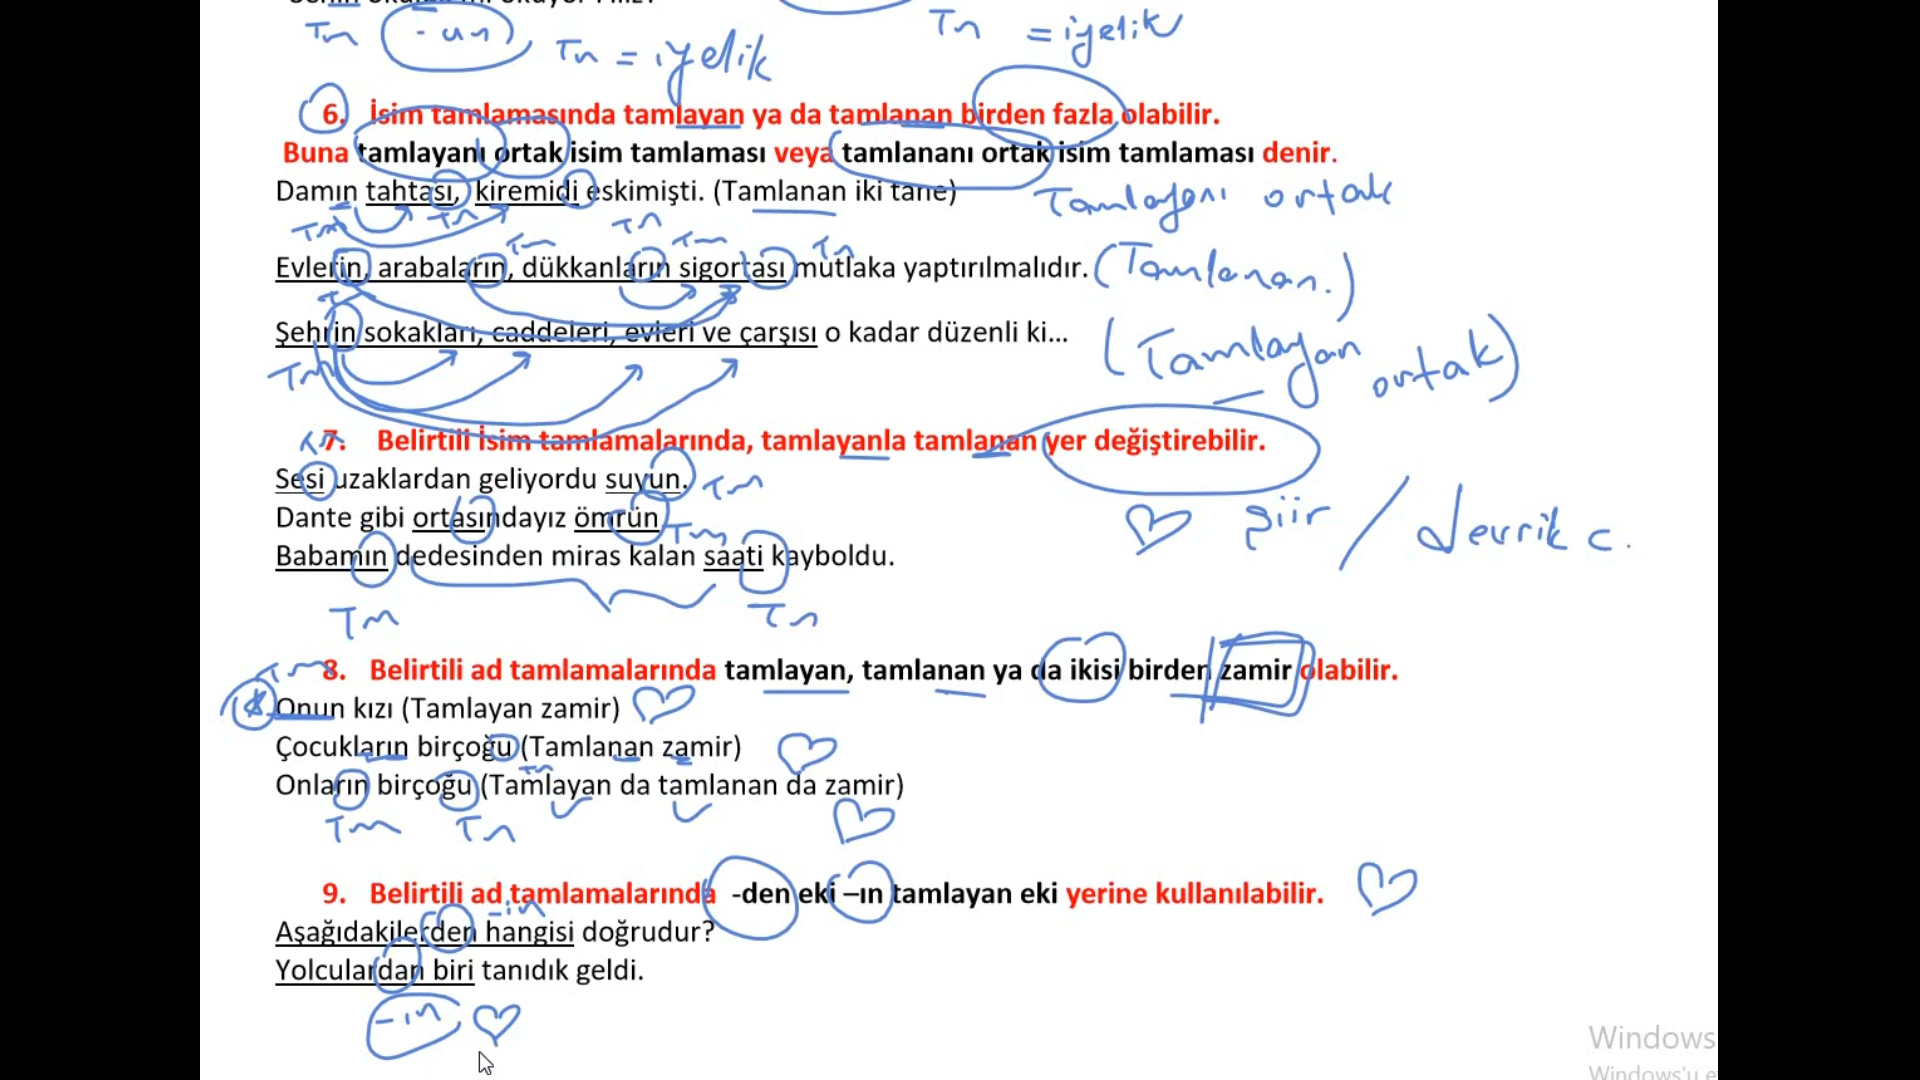 Tm -un Tn = iyelik Tn = iyelik
6. İsim tamlamasında tamlayan ya da tamlanan birden fazla olabilir.
Buna tamlayanı ortak isim tamlaması veya tamlananı ortak isim tamlaması denir.
Damın tahtası, kiremidi eskimişti. (Tamlanan iki tane) Tamlayanı ortak
Tm Tn Tm Tn Tm Tn
Evlerin, arabaların, dükkanların sigortası mutlaka yaptırılmalıdır. (Tamlanan.)
Şehrin sokakları, caddeleri, evleri ve çarşısı o kadar düzenli ki... (Tamlayan ortak)
Tm
7. Belirtili İsim tamlamalarında, tamlayanla tamlanan yer değiştirebilir.
Sesi uzaklardan geliyordu suyun. Tm
Dante gibi ortasındayız ömrün Tm şiir / devrik c.
Babamın dedesinden miras kalan saati kayboldu.
Tm Tn
Tm
8. Belirtili ad tamlamalarında tamlayan, tamlanan ya da ikisi birden zamir olabilir.
Onun kızı (Tamlayan zamir)
Çocukların birçoğu (Tamlanan zamir)
Tn
Onların birçoğu (Tamlayan da tamlanan da zamir)
Tm Tn
9. Belirtili ad tamlamalarında -den eki –ın tamlayan eki yerine kullanılabilir.
-in
Aşağıdakilerden hangisi doğrudur?
Yolculardan biri tanıdık geldi.
-ın
Windows
Windows'u